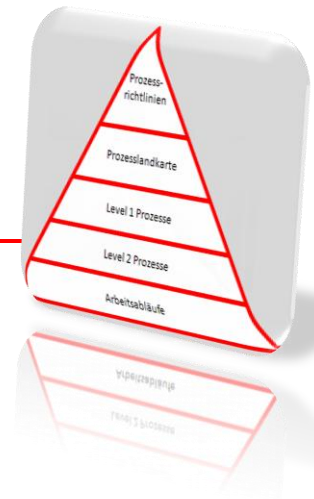 Prozess-
richtlinien
Prozesslandkarte
Level 1 Prozesse
Level 2 Prozesse
Arbeitsabläufe